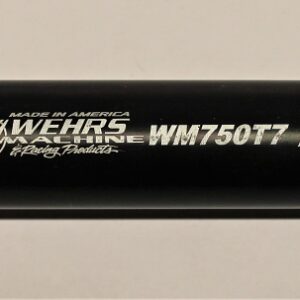 MADE IN AMERICA
WEHRS
MACHINE
& Racing Products
WM750T7